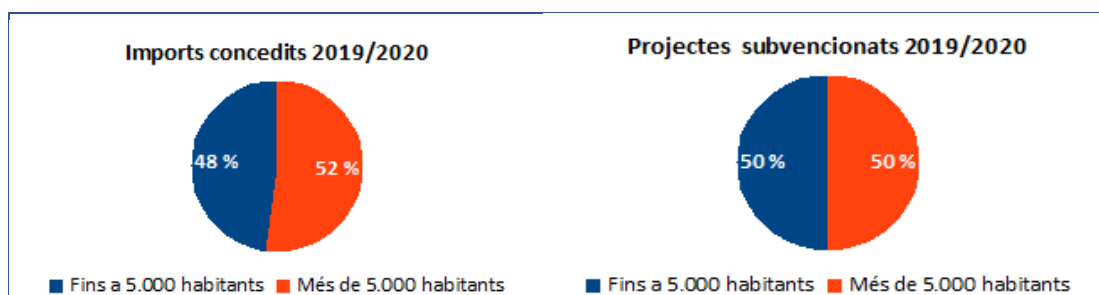 Imports concedits 2019/2020
48 %
52 %
Fins a 5.000 habitants
Més de 5.000 habitants
Projectes subvencionats 2019/2020
50 %
50 %
Fins a 5.000 habitants
Més de 5.000 habitants